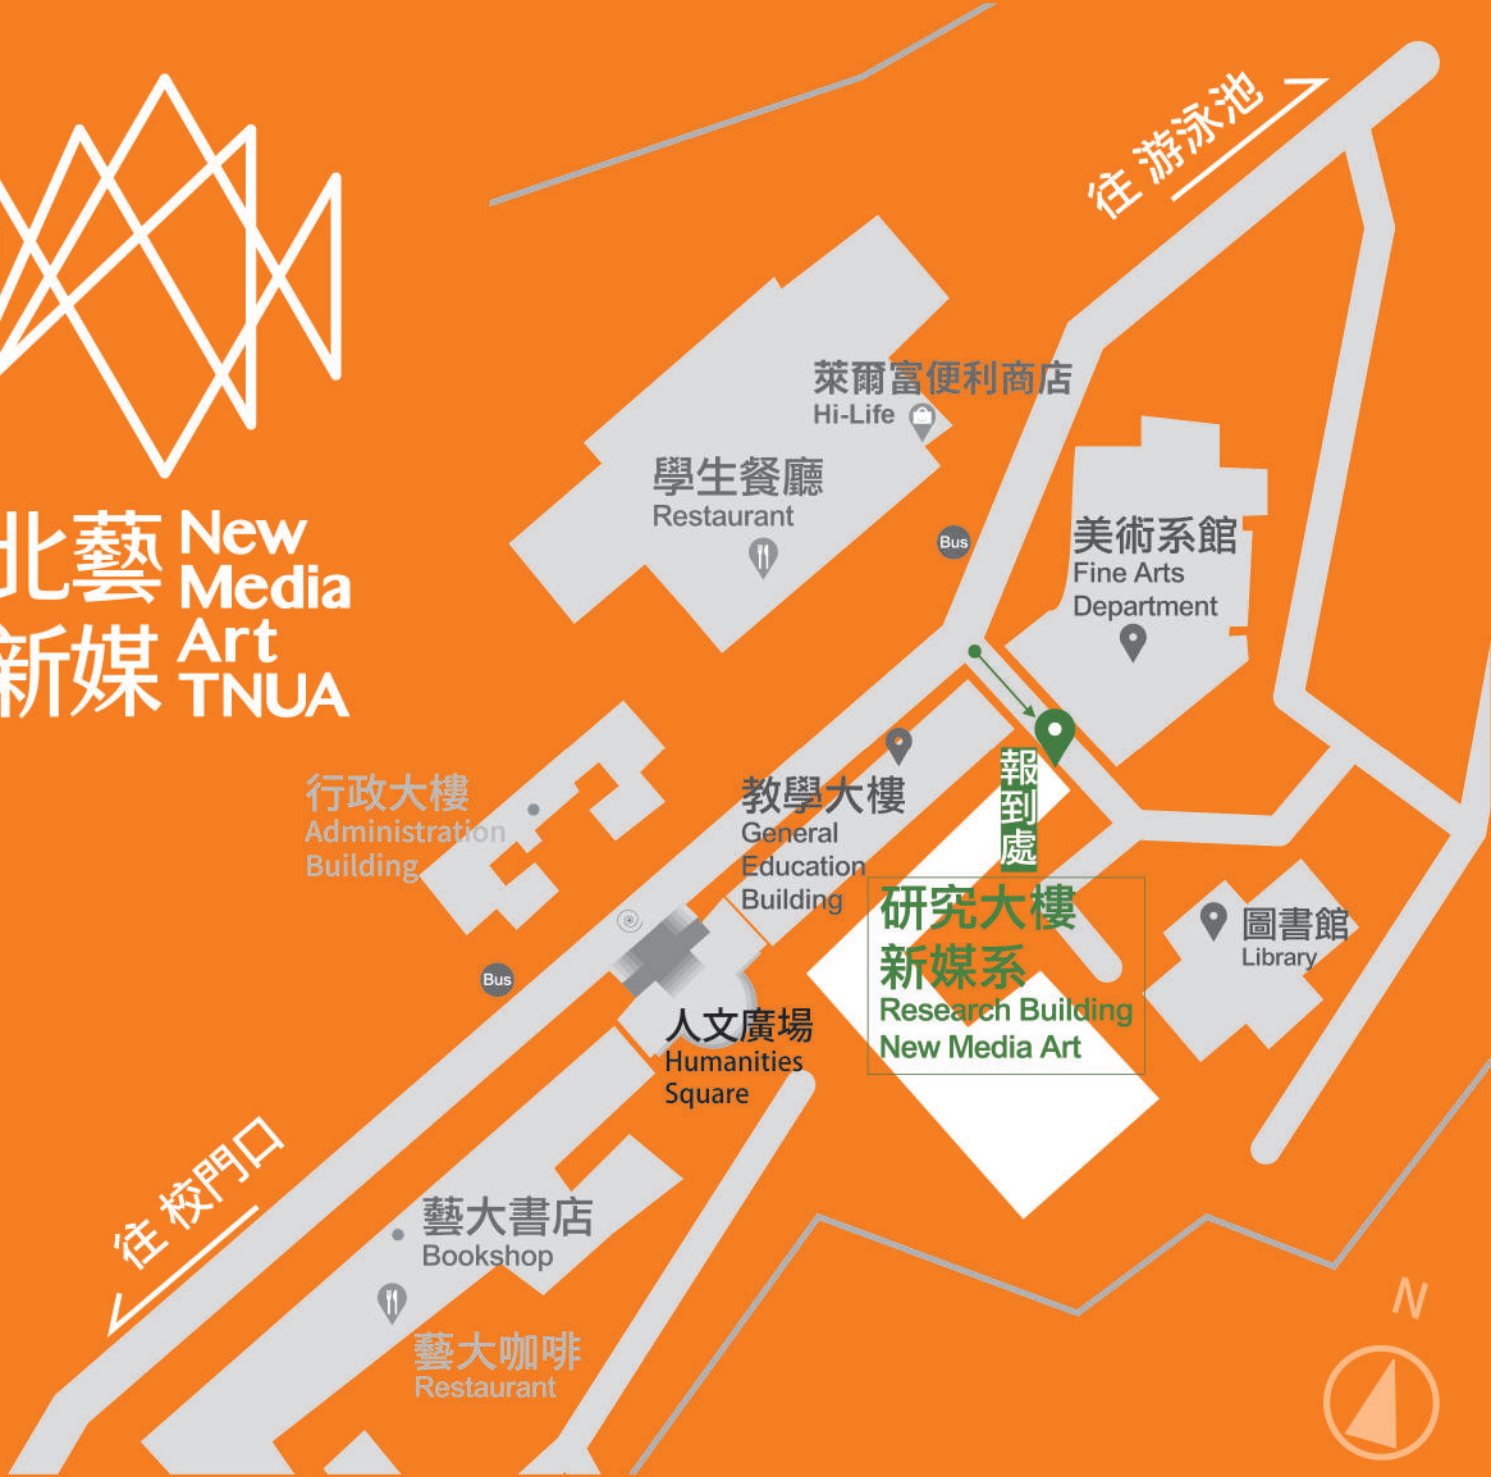 往 游泳池
北藝
新媒
New
Media
Art
TNUA
萊爾富便利商店
Hi-Life
學生餐廳
Restaurant
Bus
美術系館
Fine Arts
Department
行政大樓
Administration
Building
教學大樓
General
Education
Building
報到處
研究大樓
新媒系
Research Building
New Media Art
圖書館
Library
Bus
人文廣場
Humanities
Square
往 校門口
藝大書店
Bookshop
藝大咖啡
Restaurant
N